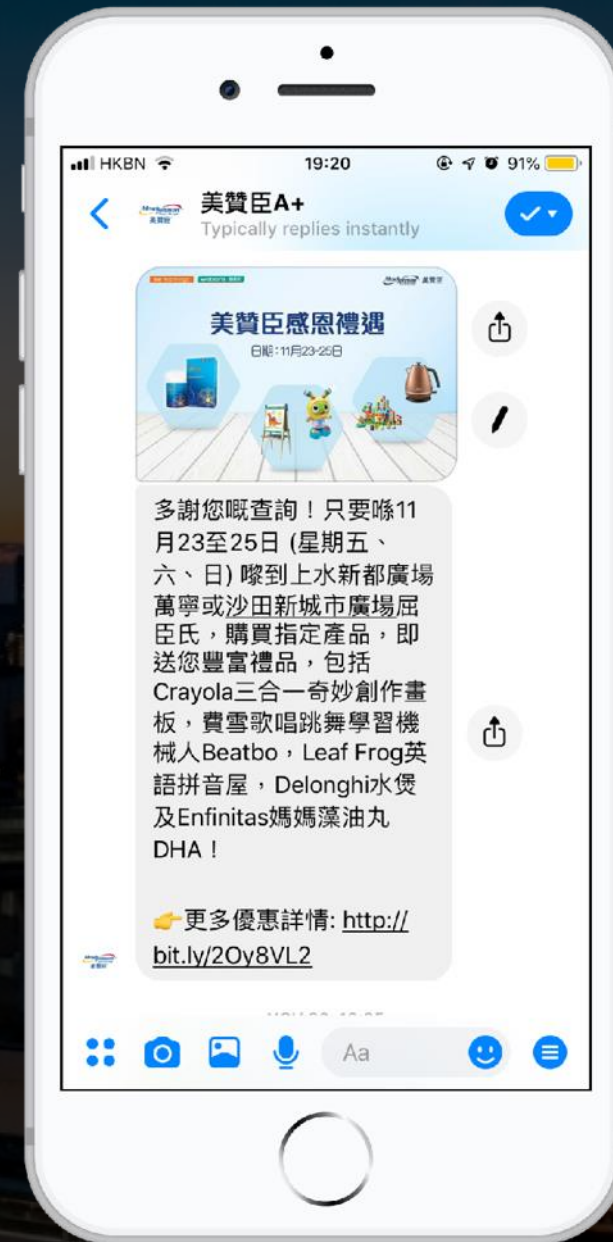 HKBN
19:20
91%
美贊臣A+
Typically replies instantly
美贊臣
美贊臣感恩禮遇
日期:11月23-25日
多謝您嘅查詢！只要喺11
月23至25日 (星期五、
六、日) 嚟到上水新都廣場
萬寧或沙田新城市廣場屈
臣氏，購買指定產品，即
送您豐富禮品，包括
Crayola三合一奇妙創作畫
板，費雪歌唱跳舞學習機
械人Beatbo，Leaf Frog英
語拼音屋，Delonghi水煲
及Enfinitas媽媽藻油丸
DHA！
👉更多優惠詳情: http://
bit.ly/2Oy8VL2
Aa